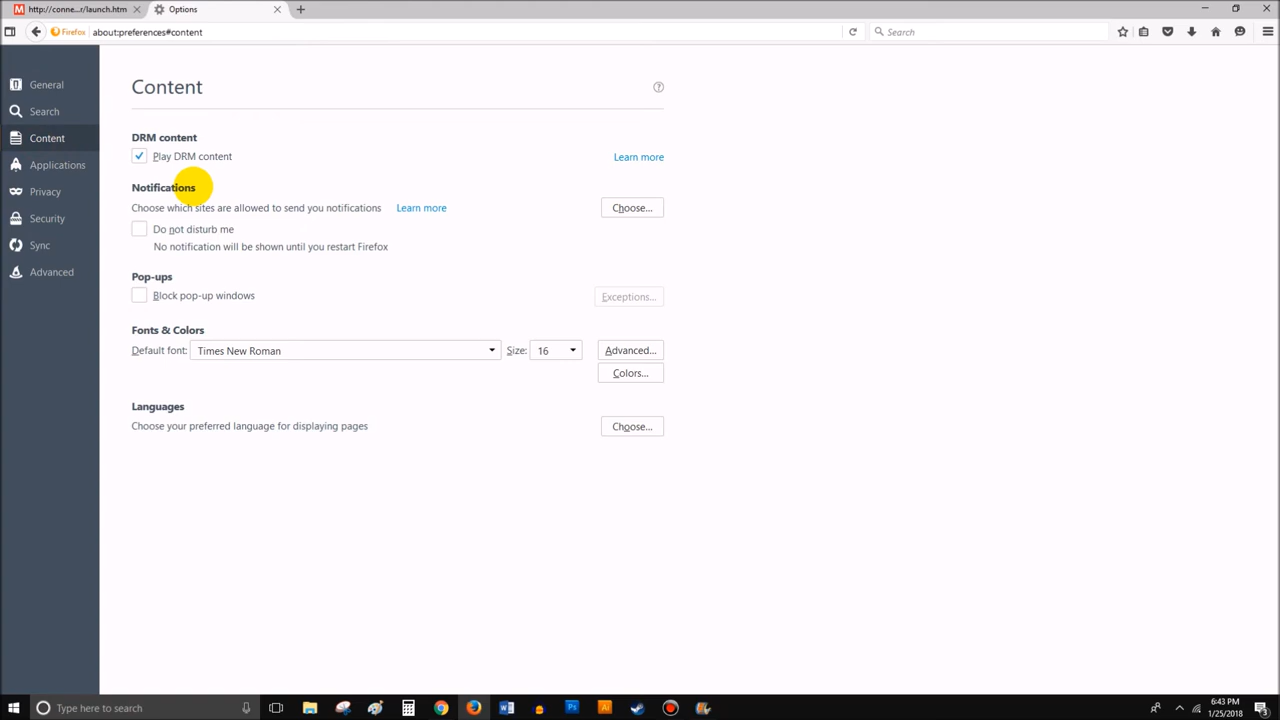 http://conne...r/launch.htm
Options
Firefox
about:preferences#content
Search
General
Search
Content
Applications
Privacy
Security
Sync
Advanced
Content
DRM content
Play DRM content
Learn more
Notifications
Choose which sites are allowed to send you notifications
Learn more
Choose...
Do not disturb me
No notification will be shown until you restart Firefox
Pop-ups
Block pop-up windows
Exceptions...
Fonts & Colors
Default font:
Times New Roman
Size:
16
Advanced...
Colors...
Languages
Choose your preferred language for displaying pages
Choose...
Type here to search
6:43 PM
1/25/2018